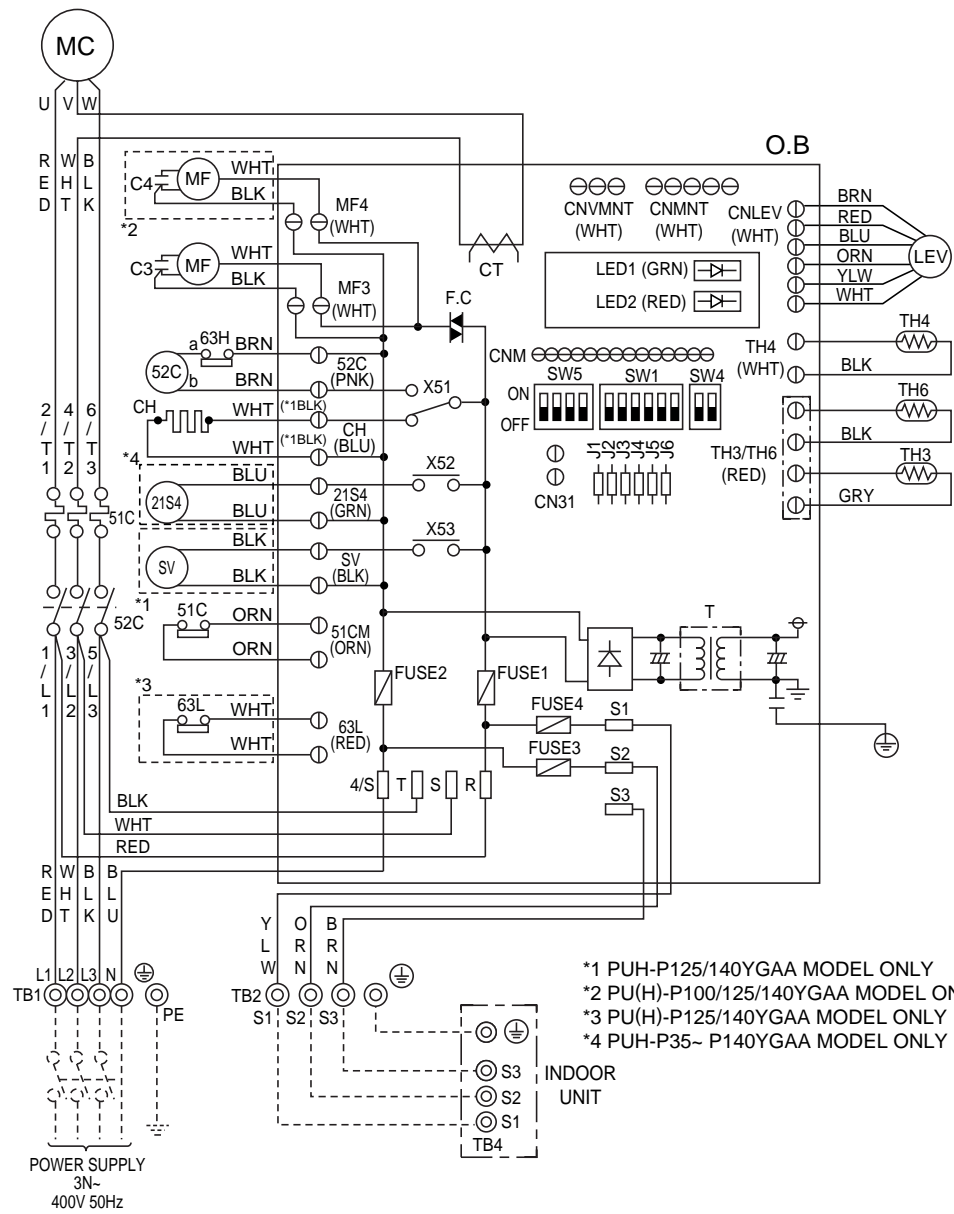 MC
U V W
RED
WHT
BLK
O.B
C4 MF WHT
BLK
*2
MF4
(WHT)
C3 MF WHT
BLK
MF3
(WHT)
CT
F.C
CNVMNT
(WHT)
CNMNT
(WHT)
CNLEV
(WHT)
BRN
RED
BLU
ORN
YLW
WHT
LEV
LED1 (GRN)
LED2 (RED)
TH4
(WHT)
TH4
BLK
TH6
BLK
TH3/TH6
(RED)
TH3
GRY
CNM
SW5 SW1 SW4
ON
OFF
J1 J2 J3 J4 J5 J6
CN31
52C a 63H BRN
b BRN
52C
(PNK)
X51
CH WHT (*1BLK)
WHT (*1BLK)
CH
(BLU)
*4
21S4 BLU
BLU
21S4
(GRN)
X52
SV BLK
BLK
SV
(BLK)
X53
*1
2/T1 4/T2 6/T3
51C
52C
1/L1 3/L2 5/L3
51C ORN
ORN
51CM
(ORN)
*3
63L WHT
WHT
63L
(RED)
FUSE2
FUSE1
T
FUSE4 S1
FUSE3 S2
S3
4/S T S R
BLK
WHT
RED
RED
WHT
BLK
BLU
L1 L2 L3 N
TB1
PE
YLW
ORN
BRN
TB2
S1 S2 S3
S3
S2
S1
TB4
INDOOR
UNIT
*1 PUH-P125/140YGAA MODEL ONLY
*2 PU(H)-P100/125/140YGAA MODEL ON
*3 PU(H)-P125/140YGAA MODEL ONLY
*4 PUH-P35~ P140YGAA MODEL ONLY
POWER SUPPLY
3N~
400V 50Hz